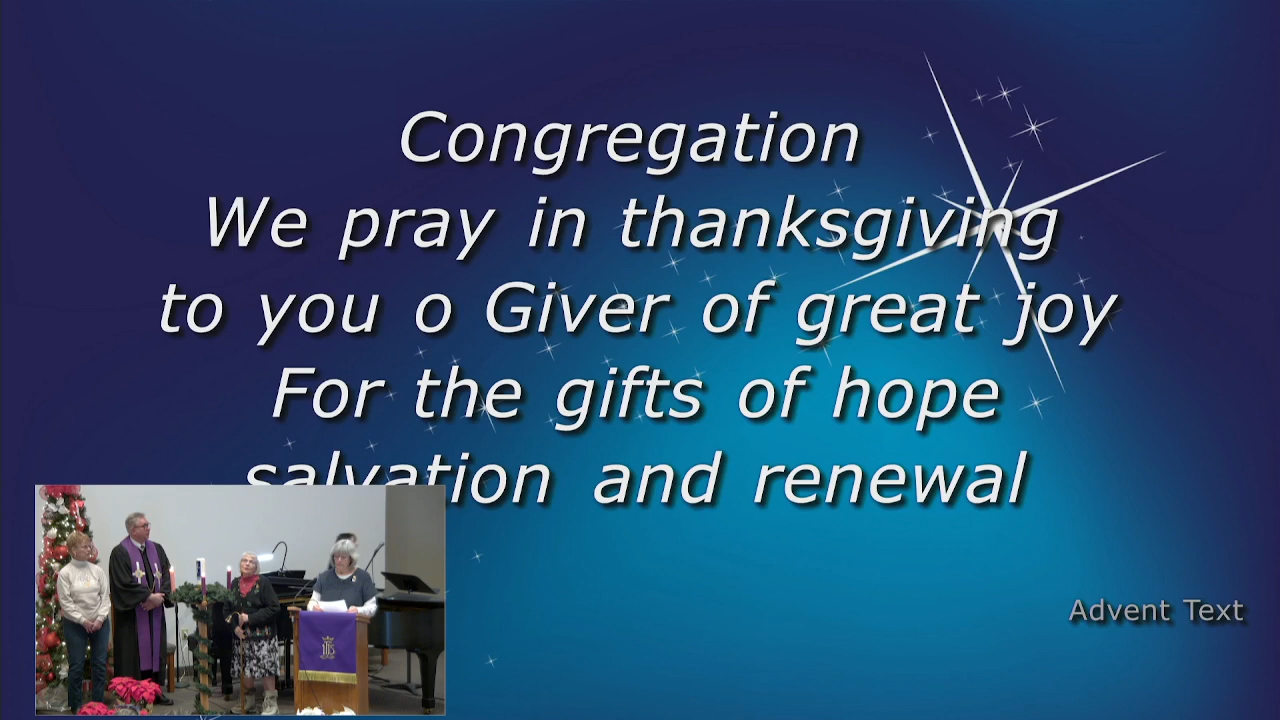 Congregation
We pray in thanksgiving
to you o Giver of great joy
For the gifts of hope
salvation and renewal
Advent Text